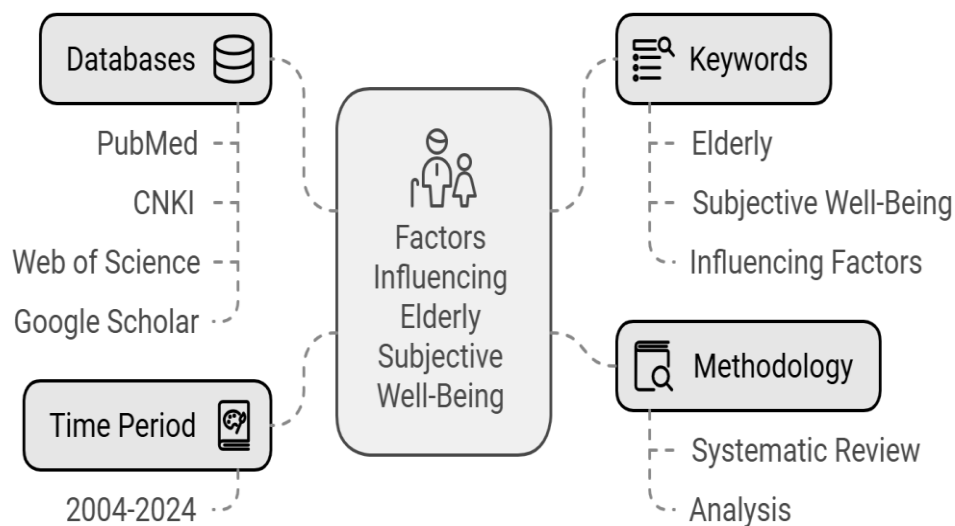 Databases
PubMed
CNKI
Web of Science
Google Scholar
Time Period
2004-2024
Factors
Influencing
Elderly
Subjective
Well-Being
Keywords
Elderly
Subjective Well-Being
Influencing Factors
Methodology
Systematic Review
Analysis